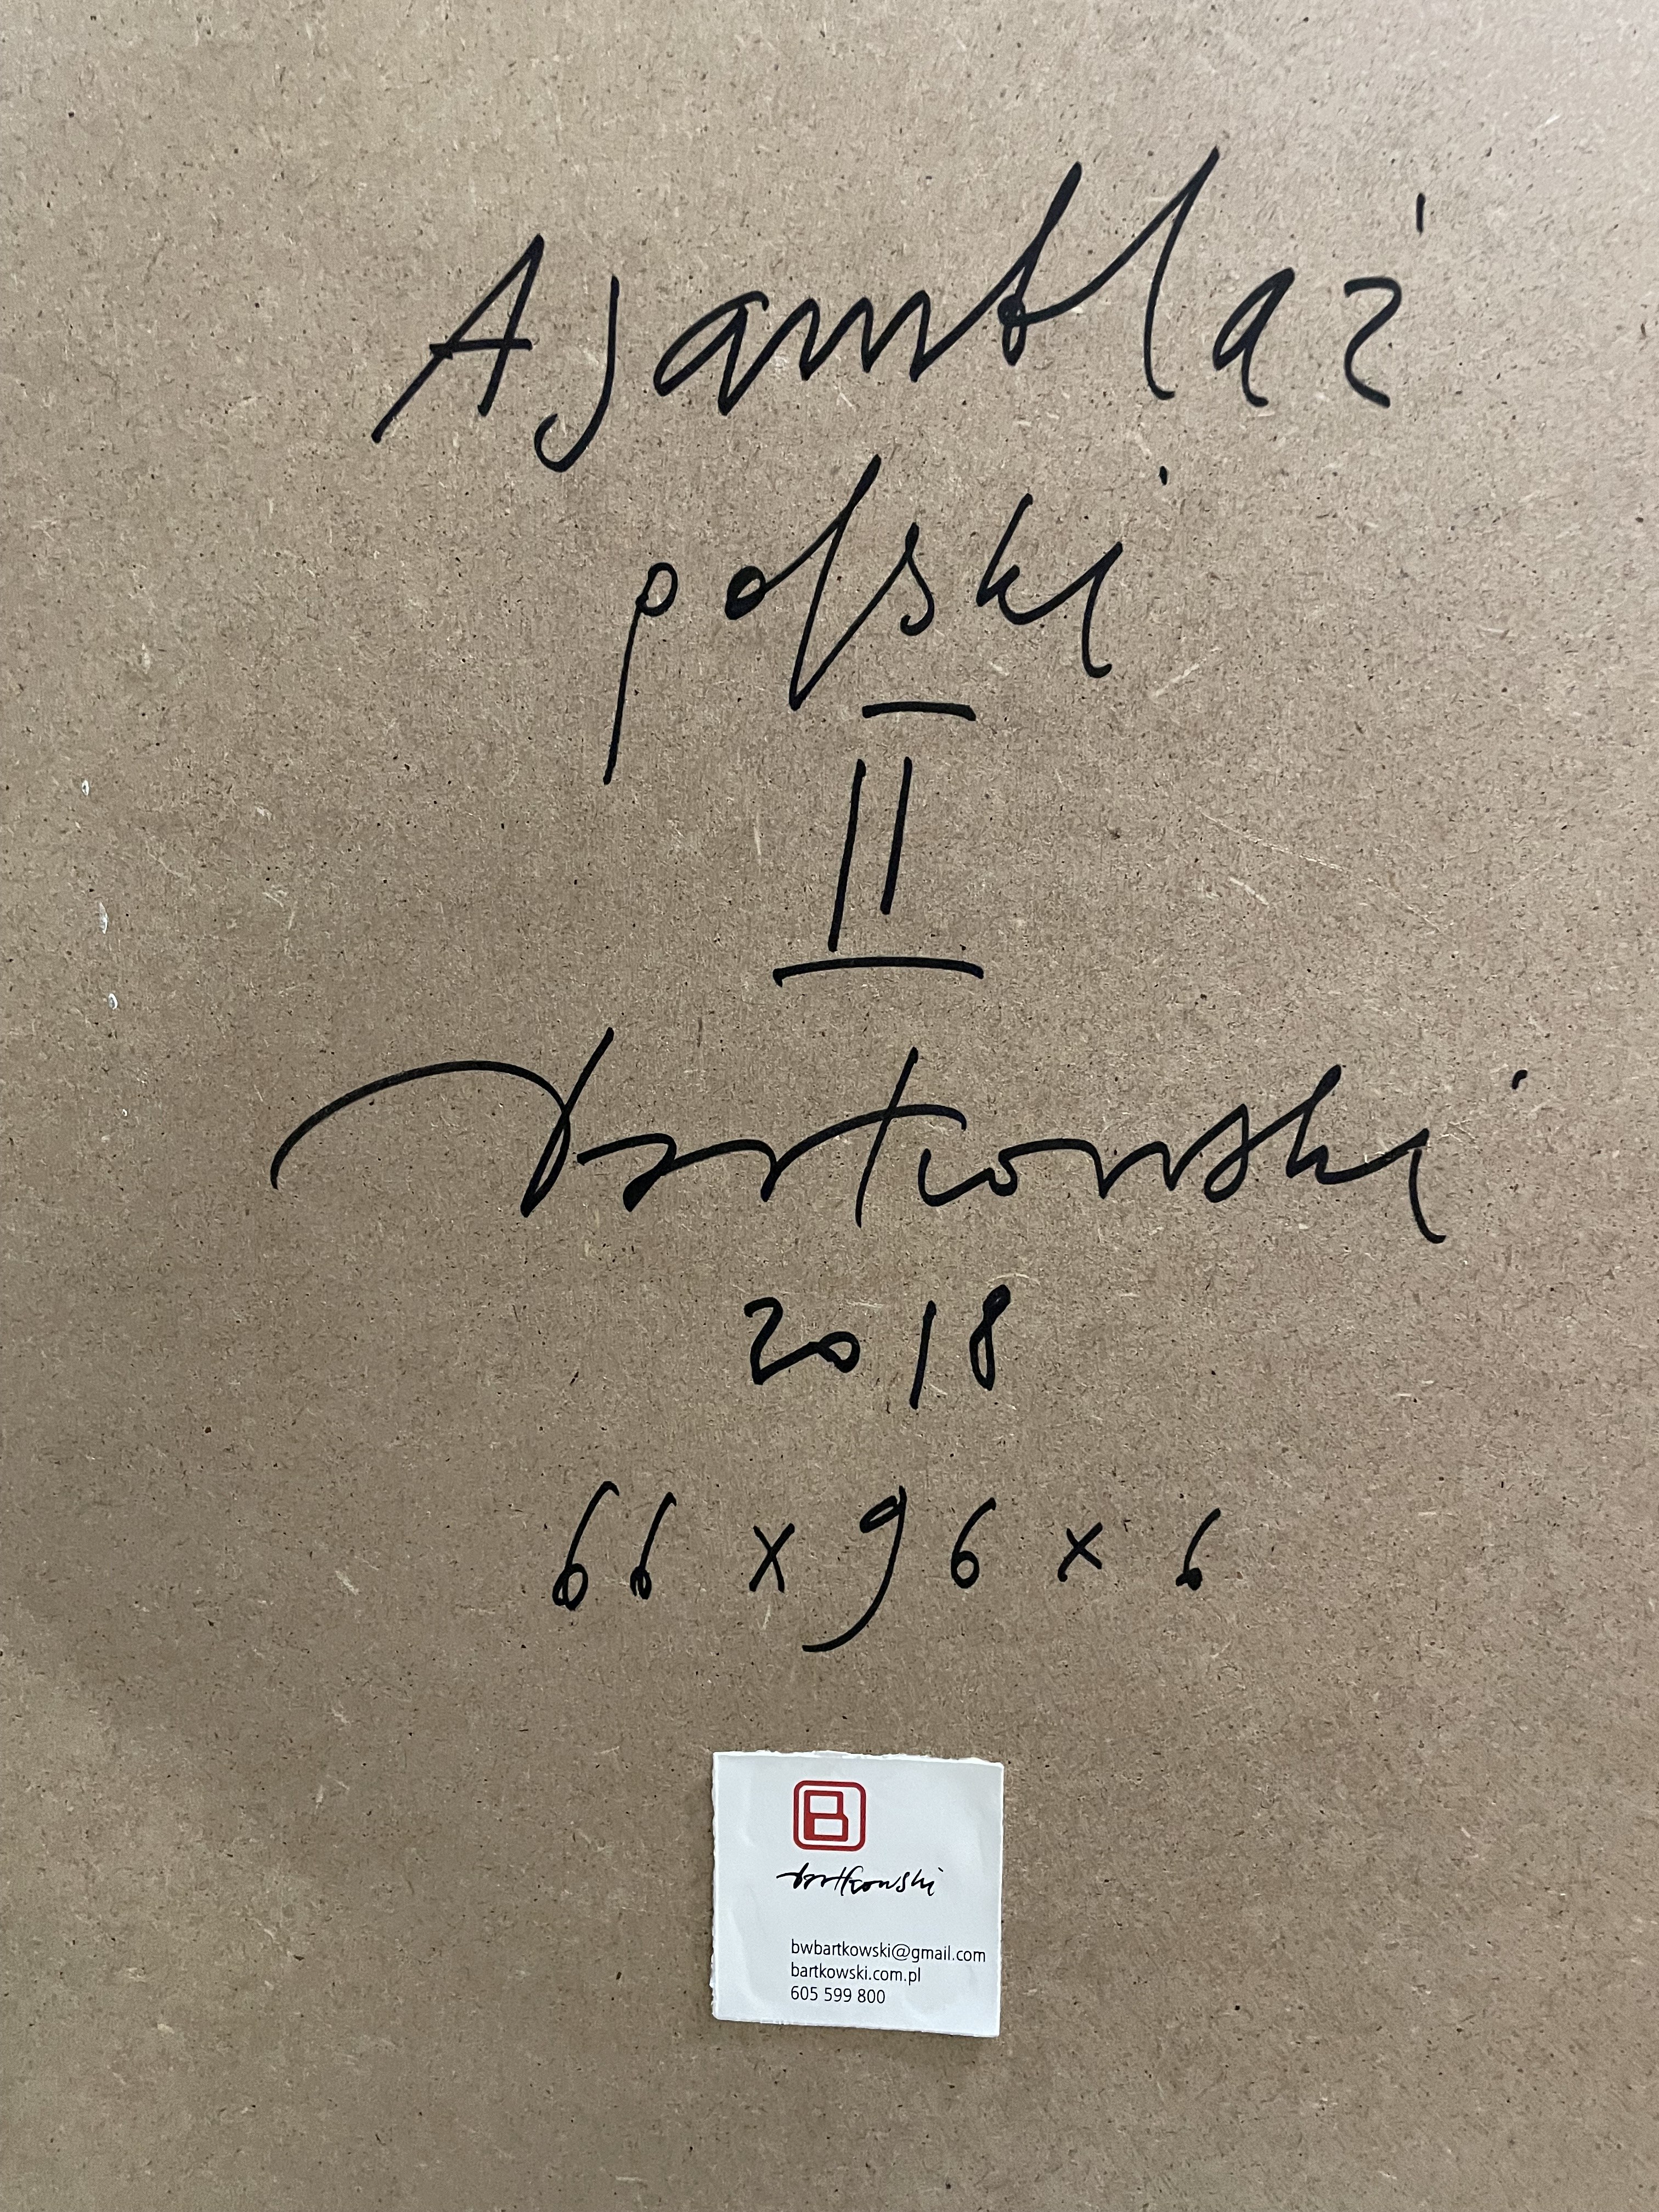 Asamblaż
polski
II
Bartkowski
2018
66 x 96 x 6
B
Bartkowski
bwbartkowski@gmail.com
bartkowski.com.pl
605 599 800